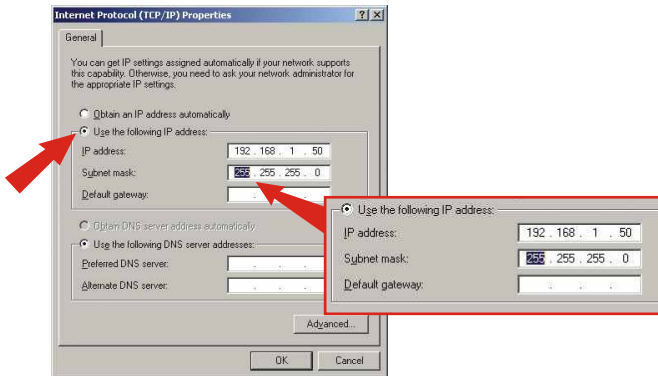 Internet Protocol (TCP/IP) Properties
General
You can get IP settings assigned automatically if your network supports
this capability. Otherwise, you need to ask your network administrator for
the appropriate IP settings.
Obtain an IP address automatically
Use the following IP address:
IP address: 192 . 168 . 1 . 50
Subnet mask: 255 . 255 . 255 . 0
Default gateway: . . .
Obtain DNS server address automatically
Use the following DNS server addresses:
Preferred DNS server: . . .
Alternate DNS server: . . .
Advanced...
OK Cancel
Use the following IP address:
IP address: 192 . 168 . 1 . 50
Subnet mask: 255 . 255 . 255 . 0
Default gateway: . . .